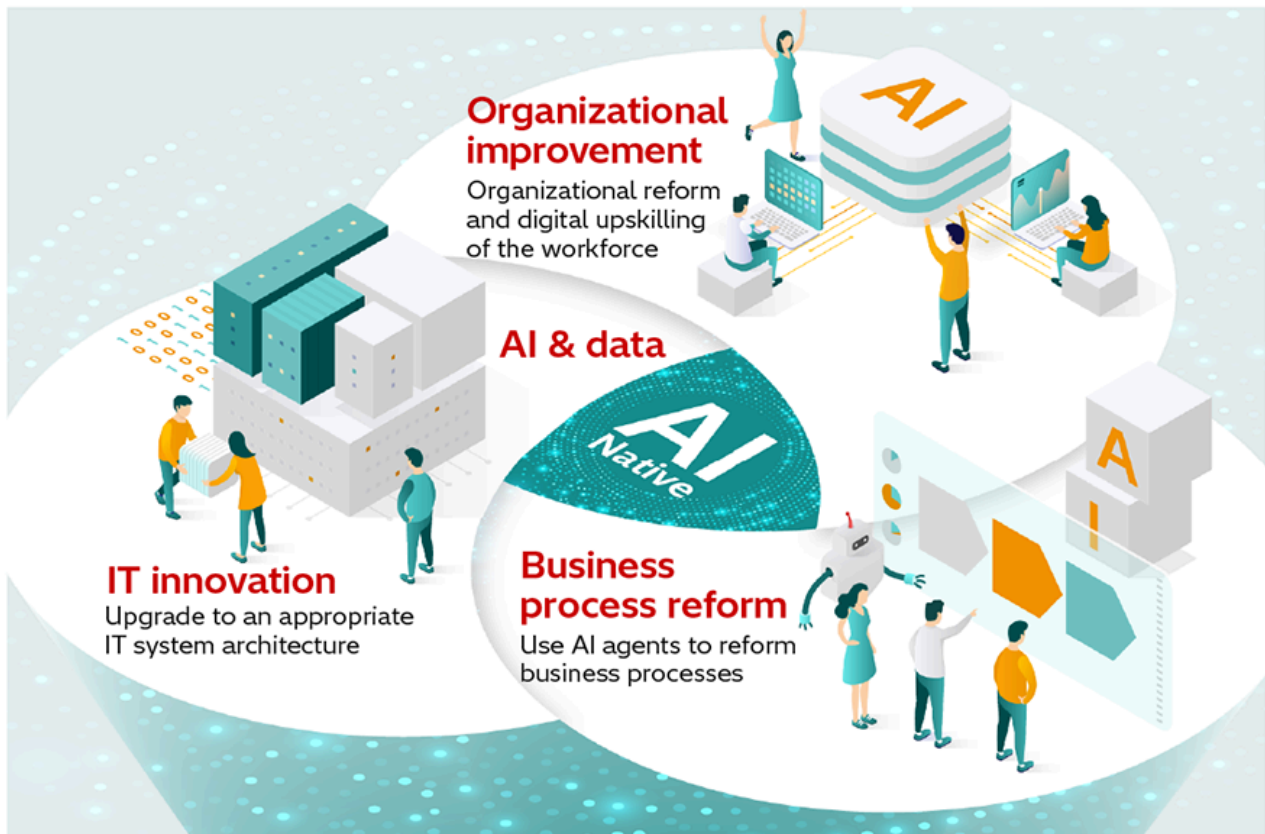 Organizational
improvement
Organizational reform
and digital upskilling
of the workforce
AI
AI & data
AI
Native
IT innovation
Upgrade to an appropriate
IT system architecture
Business
process reform
Use AI agents to reform
business processes
A
I